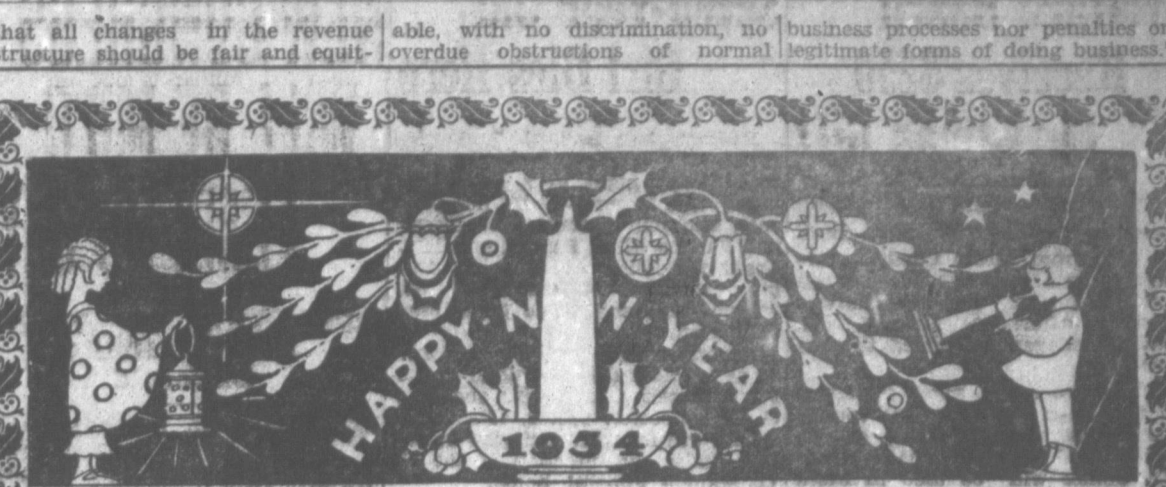 hat all changes in the revenue
tructure should be fair and equit-
able, with no discrimination, no
overdue obstructions of normal
business processes nor penalties on
legitimate forms of doing business.
HAPPY · N W · YEAR
1934